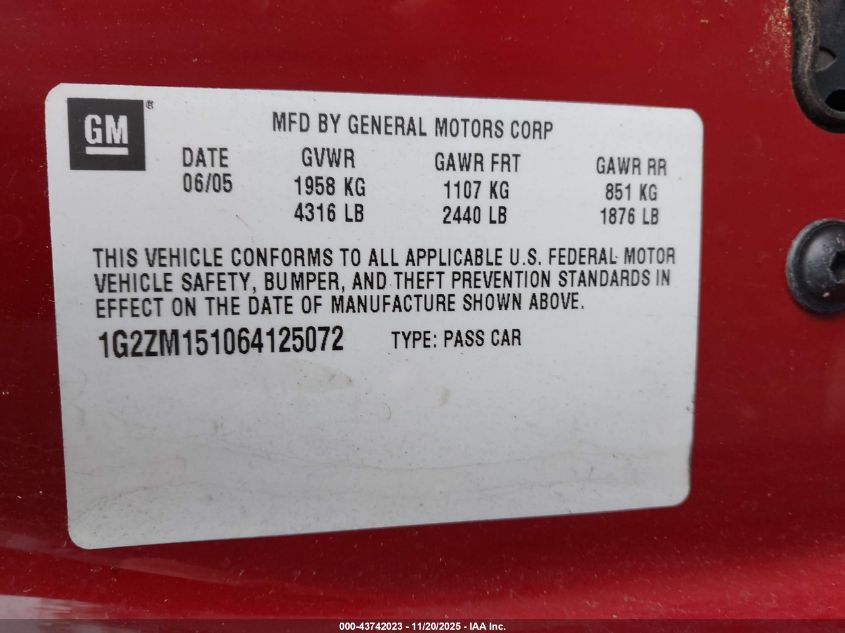 GM®
MFD BY GENERAL MOTORS CORP
DATE GVWR GAWR FRT GAWR RR
06/05 1958 KG 1107 KG 851 KG
4316 LB 2440 LB 1876 LB
THIS VEHICLE CONFORMS TO ALL APPLICABLE U.S. FEDERAL MOTOR
VEHICLE SAFETY, BUMPER, AND THEFT PREVENTION STANDARDS IN
EFFECT ON THE DATE OF MANUFACTURE SHOWN ABOVE.
1G2ZM151064125072 TYPE: PASS CAR
000-43742023 | 11/20/2025 - IAA Inc.